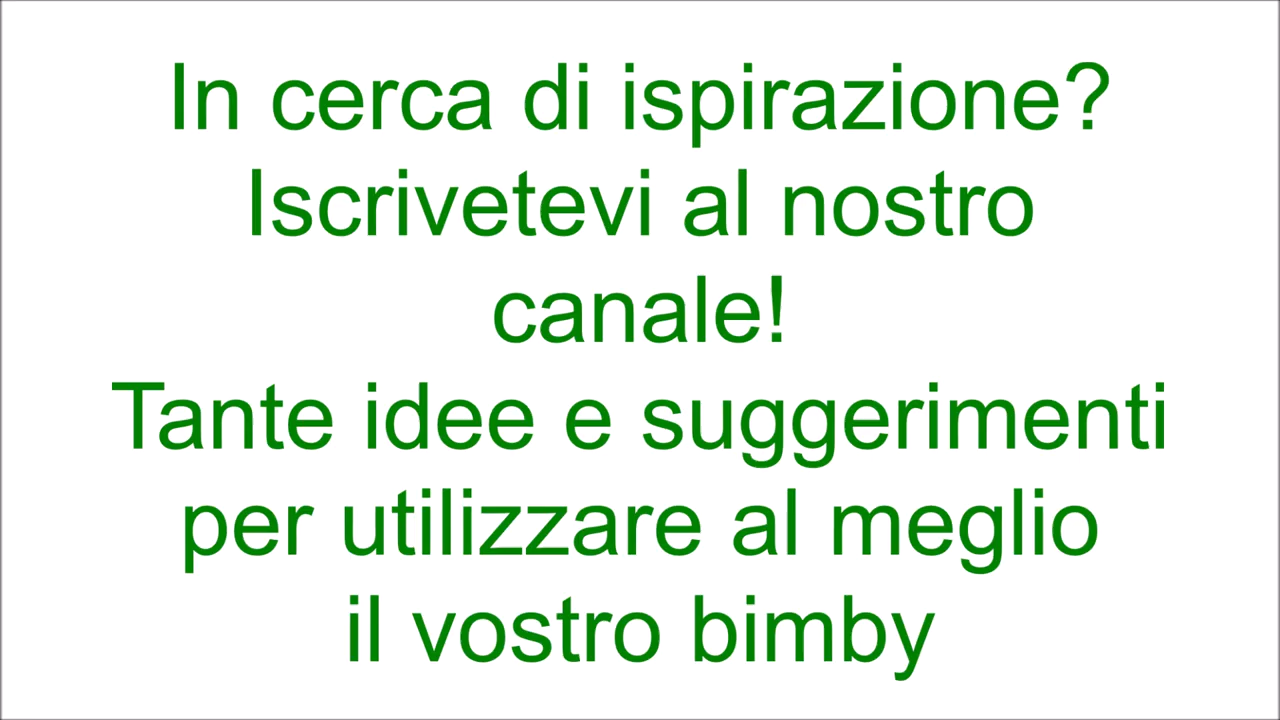 In cerca di ispirazione?
Iscrivetevi al nostro
canale!
Tante idee e suggerimenti
per utilizzare al meglio
il vostro bimby